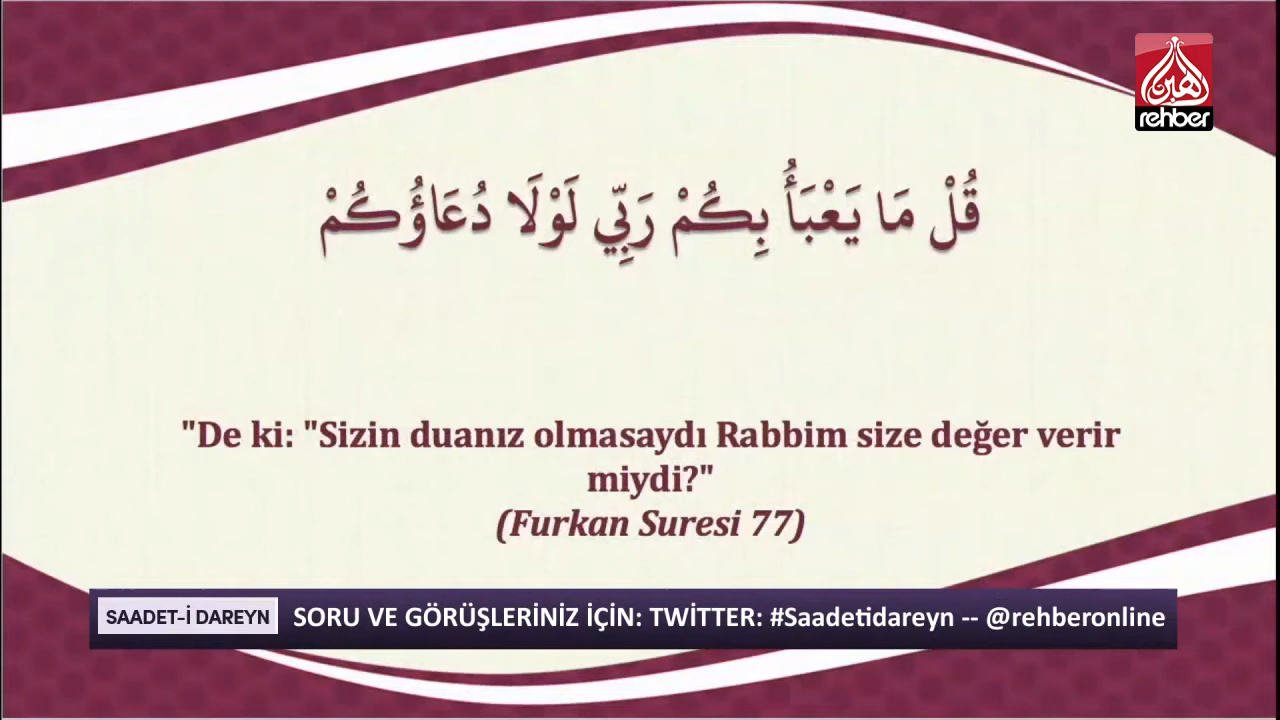 رهبر
rehber
قُلْ مَا يَعْبَأُ بِكُمْ رَبِّي لَوْلَا دُعَاؤُكُمْ
"De ki: "Sizin duanız olmasaydı Rabbim size değer verir
miydi?"
(Furkan Suresi 77)
SAADET-İ DAREYN SORU VE GÖRÜŞLERİNİZ İÇİN: TWİTTER: #Saadetidareyn -- @rehberonline